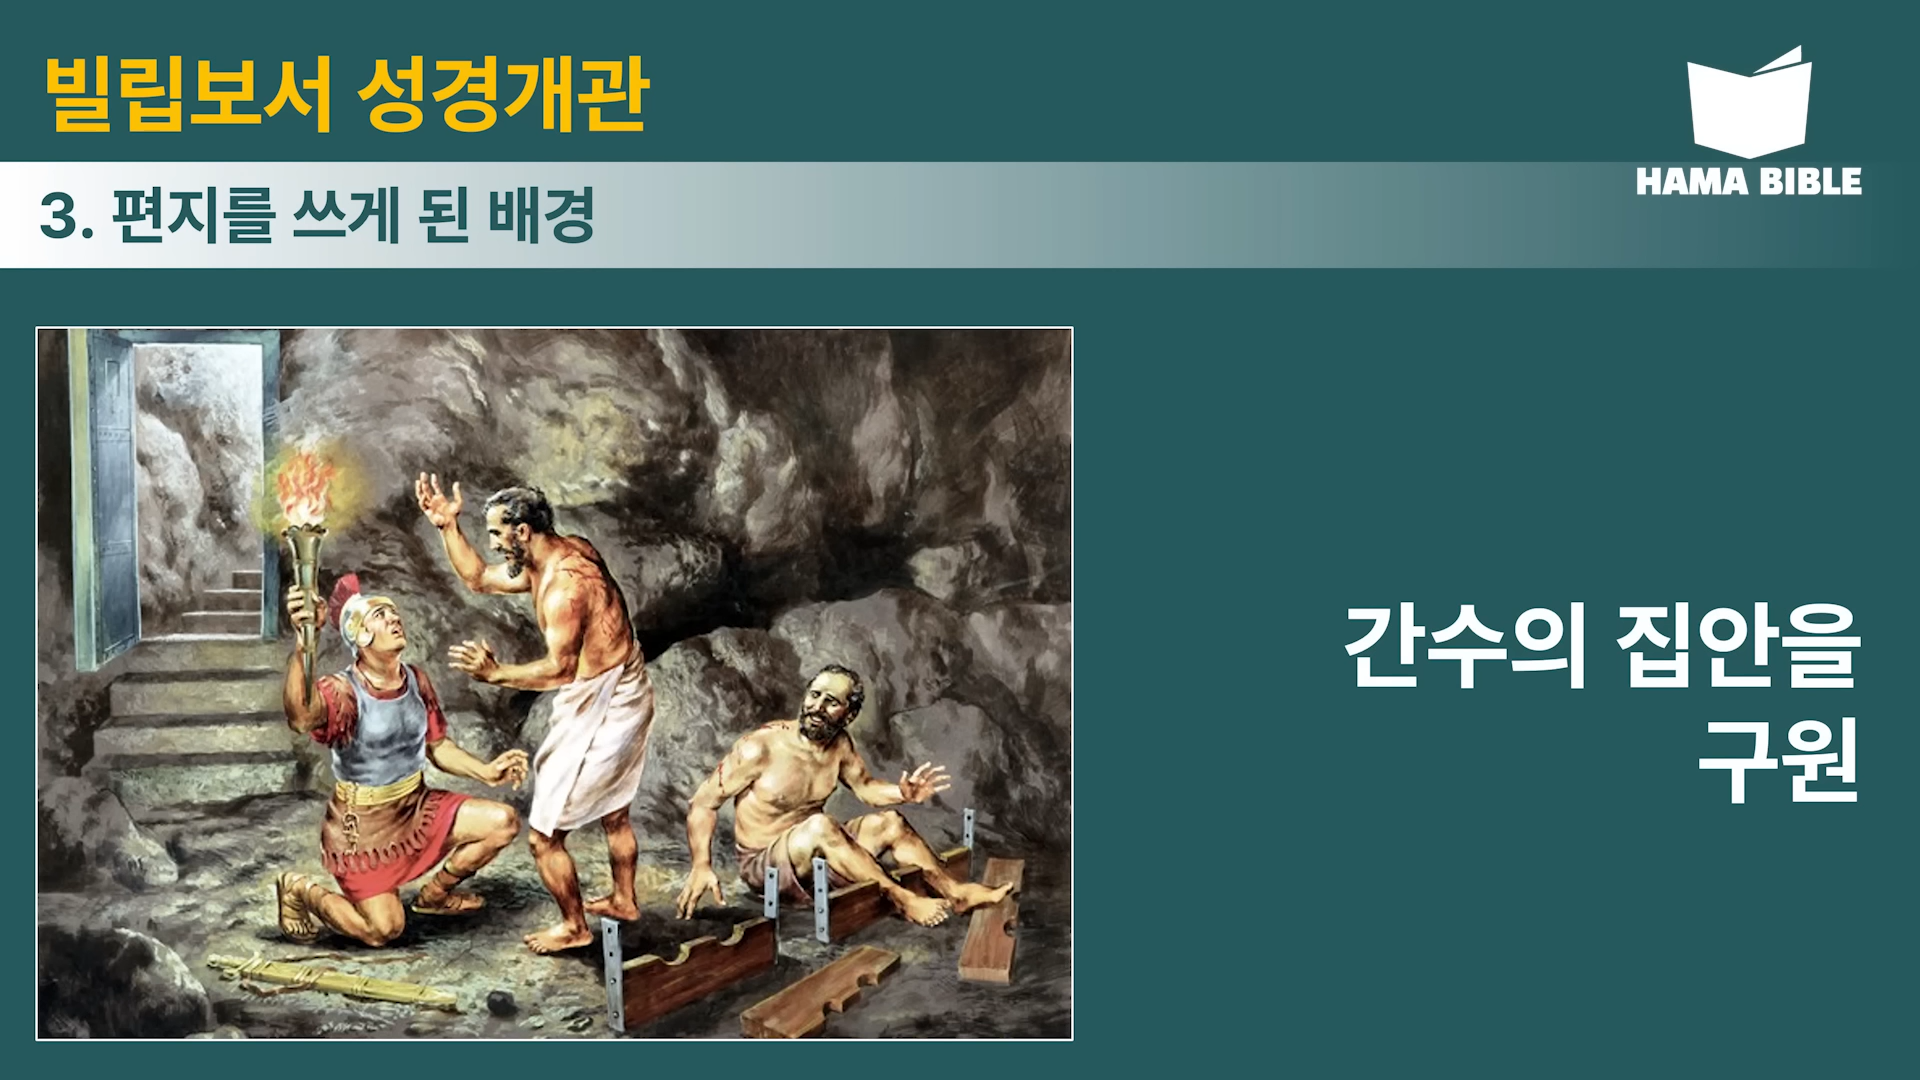 빌립보서 성경개관
HAMA BIBLE
3. 편지를 쓰게 된 배경
간수의 집안을
구원